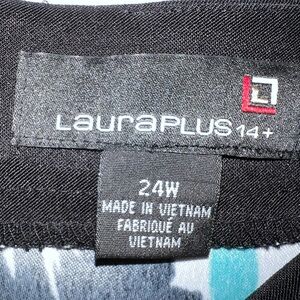 LauraPLUS 14+
24W
MADE IN VIETNAM
FABRIQUÉ AU
VIETNAM